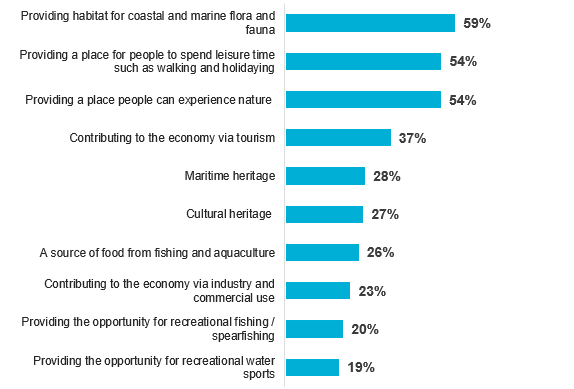 Providing habitat for coastal and marine flora and
fauna
59%
Providing a place for people to spend leisure time
such as walking and holidaying
54%
Providing a place people can experience nature
54%
Contributing to the economy via tourism
37%
Maritime heritage
28%
Cultural heritage
27%
A source of food from fishing and aquaculture
26%
Contributing to the economy via industry and
commercial use
23%
Providing the opportunity for recreational fishing /
spearfishing
20%
Providing the opportunity for recreational water
sports
19%